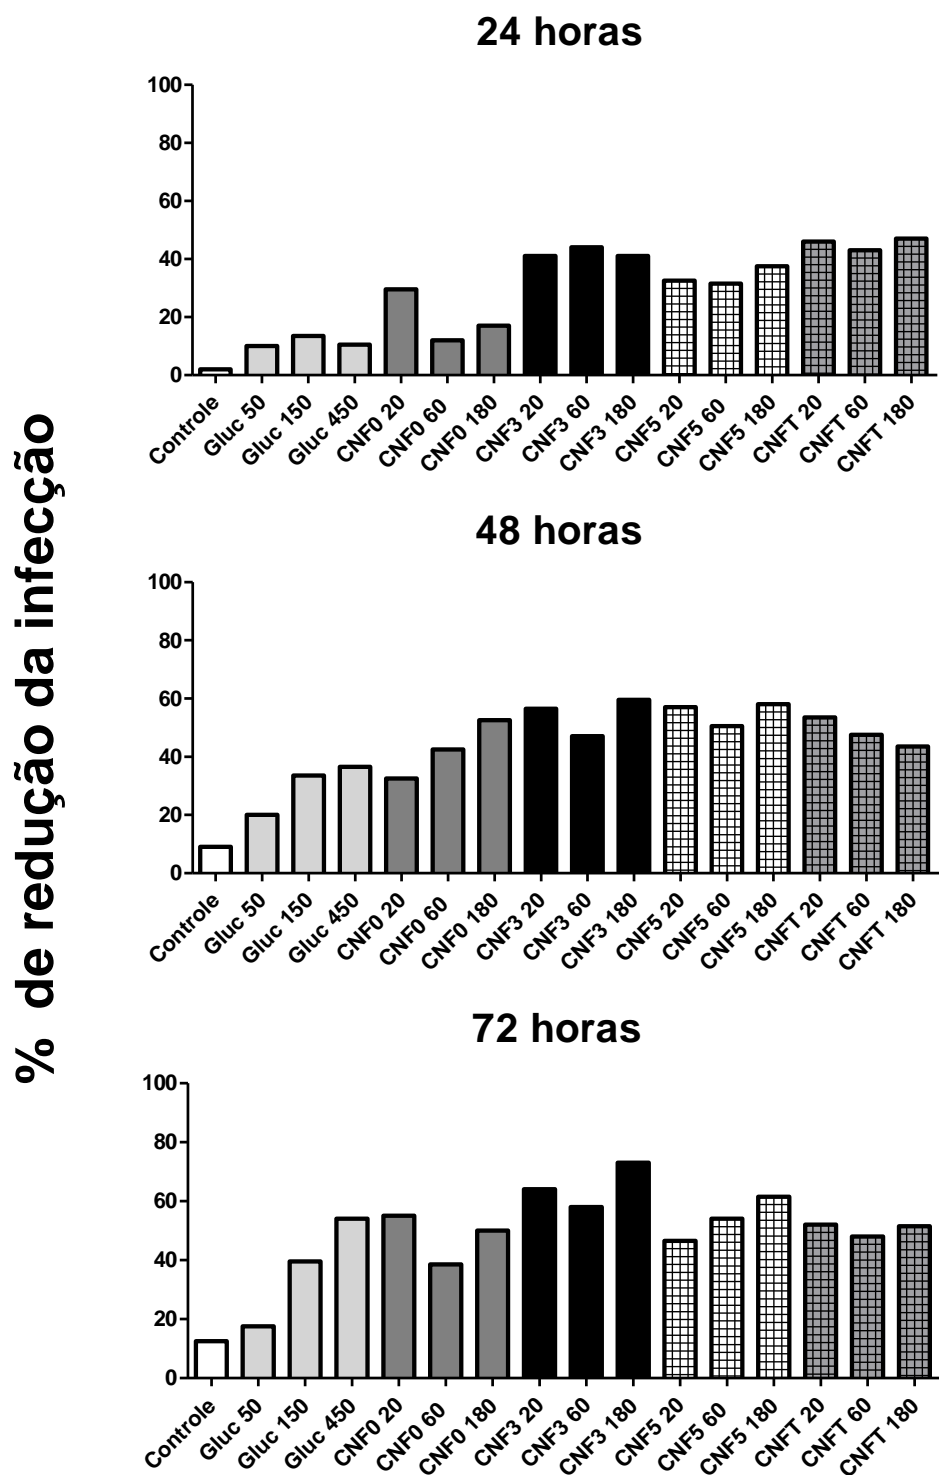 % de redução da infecção
24 horas
100
80
60
40
20
0
Controle
Gluc 50
Gluc 150
Gluc 450
CNF0 20
CNF0 60
CNF0 180
CNF3 20
CNF3 60
CNF3 180
CNF5 20
CNF5 60
CNF5 180
CNFT 20
CNFT 60
CNFT 180
48 horas
100
80
60
40
20
0
Controle
Gluc 50
Gluc 150
Gluc 450
CNF0 20
CNF0 60
CNF0 180
CNF3 20
CNF3 60
CNF3 180
CNF5 20
CNF5 60
CNF5 180
CNFT 20
CNFT 60
CNFT 180
72 horas
100
80
60
40
20
0
Controle
Gluc 50
Gluc 150
Gluc 450
CNF0 20
CNF0 60
CNF0 180
CNF3 20
CNF3 60
CNF3 180
CNF5 20
CNF5 60
CNF5 180
CNFT 20
CNFT 60
CNFT 180